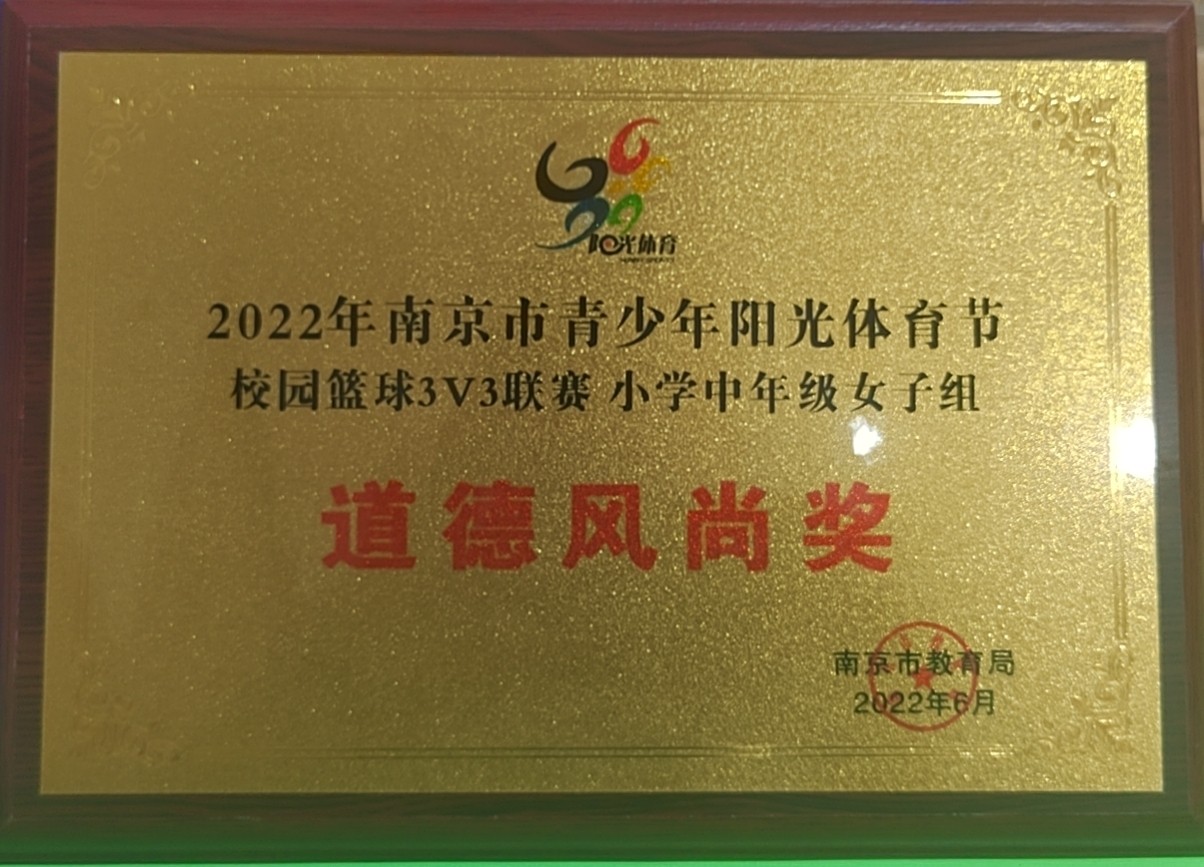 阳光体育
2022年南京市青少年阳光体育节
校园篮球3V3联赛 小学中年级女子组
道德风尚奖
南京市教育局
2022年6月